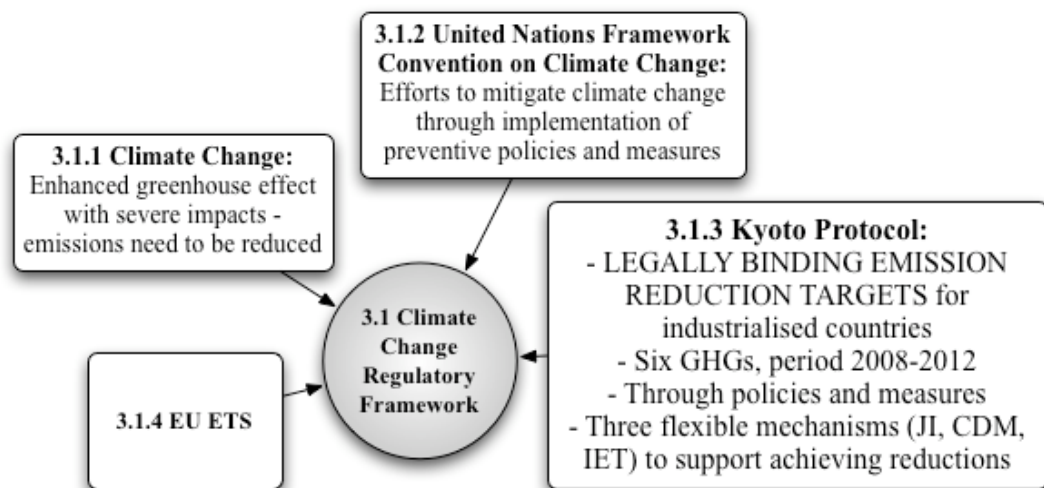 3.1.2 United Nations Framework
Convention on Climate Change:
Efforts to mitigate climate change
through implementation of
preventive policies and measures
3.1.1 Climate Change:
Enhanced greenhouse effect
with severe impacts -
emissions need to be reduced
3.1.3 Kyoto Protocol:
- LEGALLY BINDING EMISSION
REDUCTION TARGETS for
industrialised countries
- Six GHGs, period 2008-2012
- Through policies and measures
- Three flexible mechanisms (JI, CDM,
IET) to support achieving reductions
3.1 Climate
Change
Regulatory
Framework
3.1.4 EU ETS